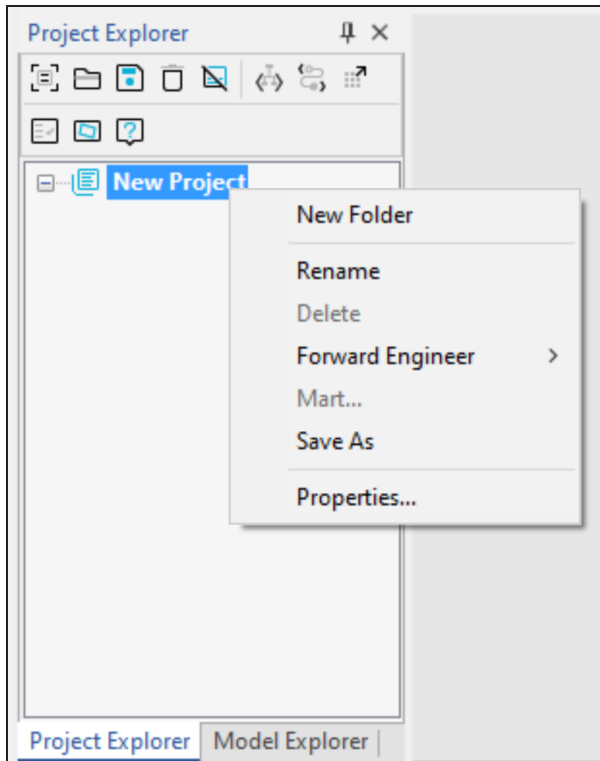 Project Explorer
New Project
New Folder
Rename
Delete
Forward Engineer
Mart...
Save As
Properties...
Project Explorer
Model Explorer